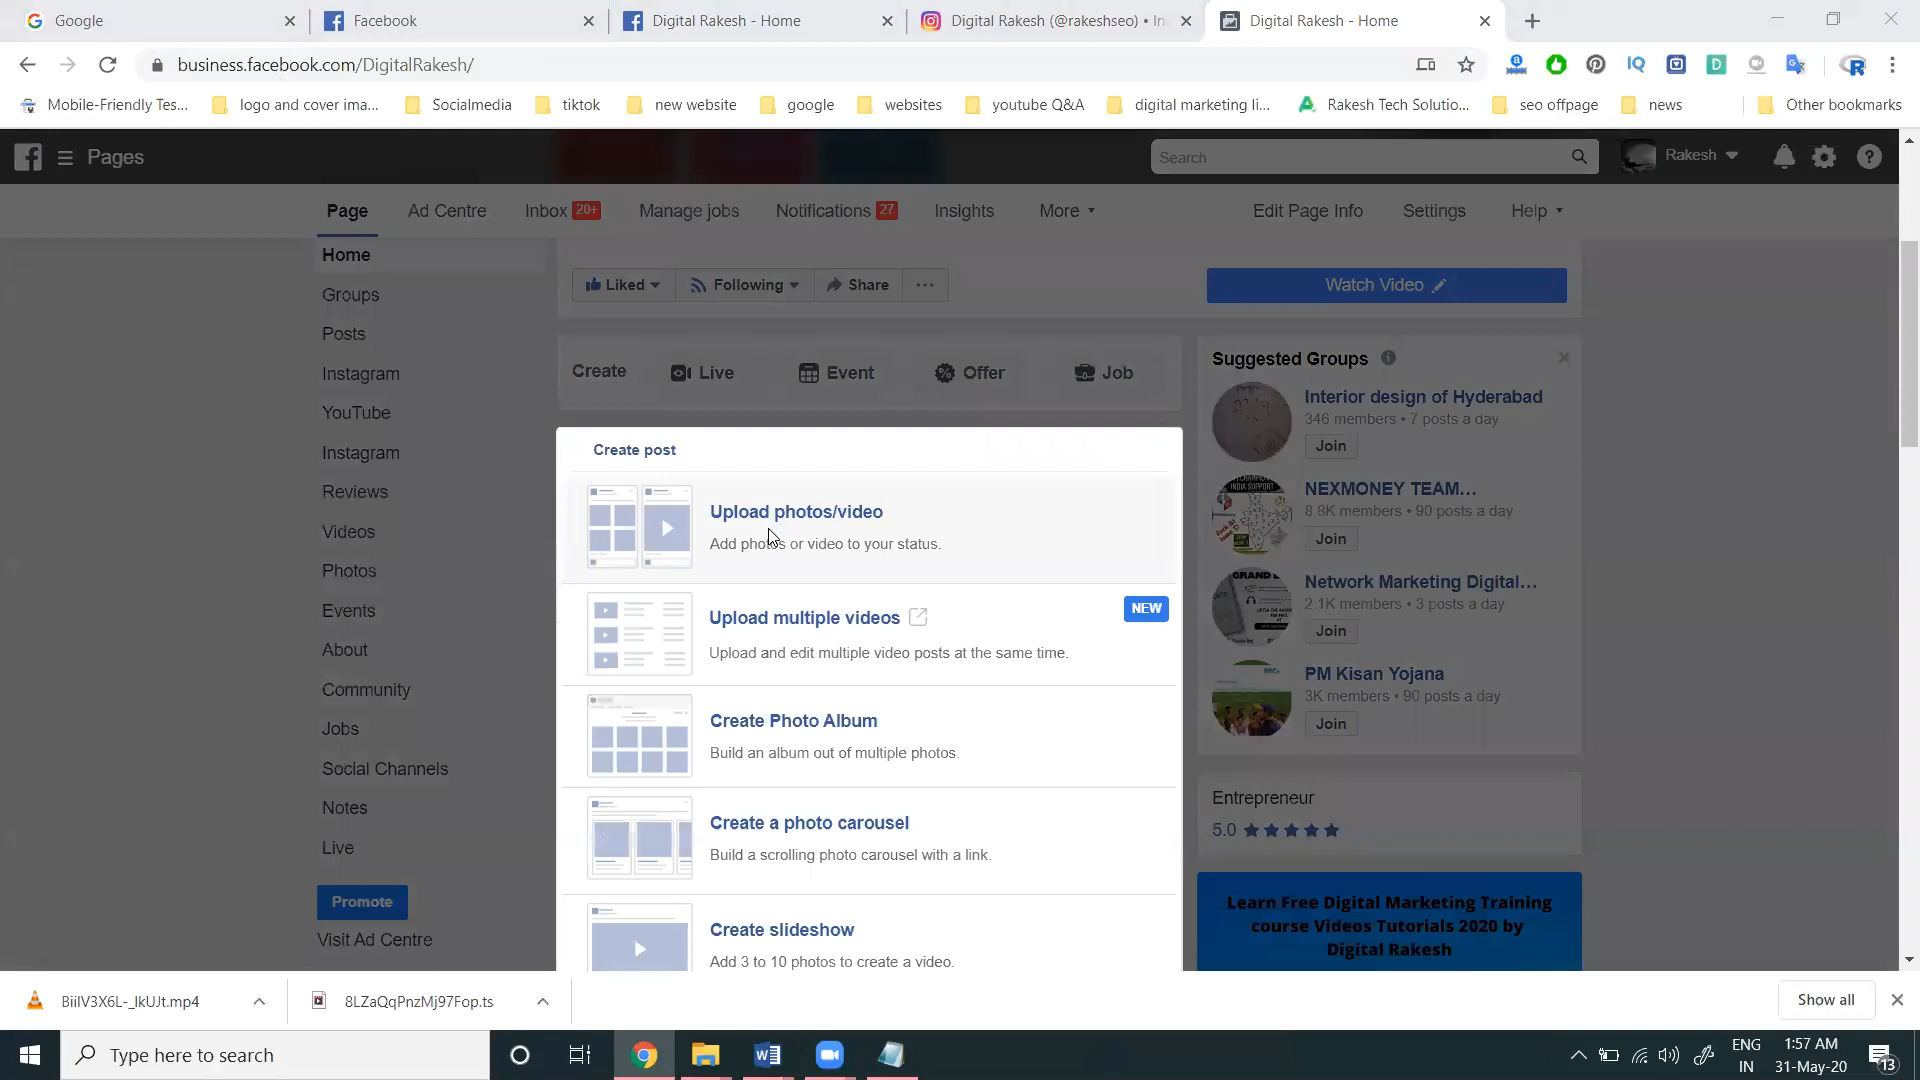 Google
Facebook
Digital Rakesh - Home
Digital Rakesh (@rakeshseo) • In
Digital Rakesh - Home
business.facebook.com/DigitalRakesh/
Mobile-Friendly Tes...
logo and cover ima...
Socialmedia
tiktok
new website
google
websites
youtube Q&A
digital marketing li...
Rakesh Tech Solutio...
seo offpage
news
Other bookmarks
Pages
Search
Rakesh
Page
Ad Centre
Inbox 20+
Manage jobs
Notifications 27
Insights
More
Edit Page Info
Settings
Help
Home
Groups
Posts
Instagram
YouTube
Instagram
Reviews
Videos
Photos
Events
About
Community
Jobs
Social Channels
Notes
Live
Promote
Visit Ad Centre
Liked
Following
Share
Watch Video
Create
Live
Event
Offer
Job
Create post
Upload photos/video
Add photos or video to your status.
Upload multiple videos
NEW
Upload and edit multiple video posts at the same time.
Create Photo Album
Build an album out of multiple photos.
Create a photo carousel
Build a scrolling photo carousel with a link.
Create slideshow
Add 3 to 10 photos to create a video.
Suggested Groups
Interior design of Hyderabad
346 members • 7 posts a day
Join
INDIA SUPPORT
NEXMONEY TEAM...
8.8K members • 90 posts a day
Join
Network Marketing Digital...
2.1K members • 3 posts a day
Join
PM Kisan Yojana
3K members • 90 posts a day
Join
Entrepreneur
5.0
Learn Free Digital Marketing Training
course Videos Tutorials 2020 by
Digital Rakesh
BiilV3X6L-_lkUJt.mp4
8LZaQqPnzMj97Fop.ts
Show all
Type here to search
ENG
IN
1:57 AM
31-May-20
13